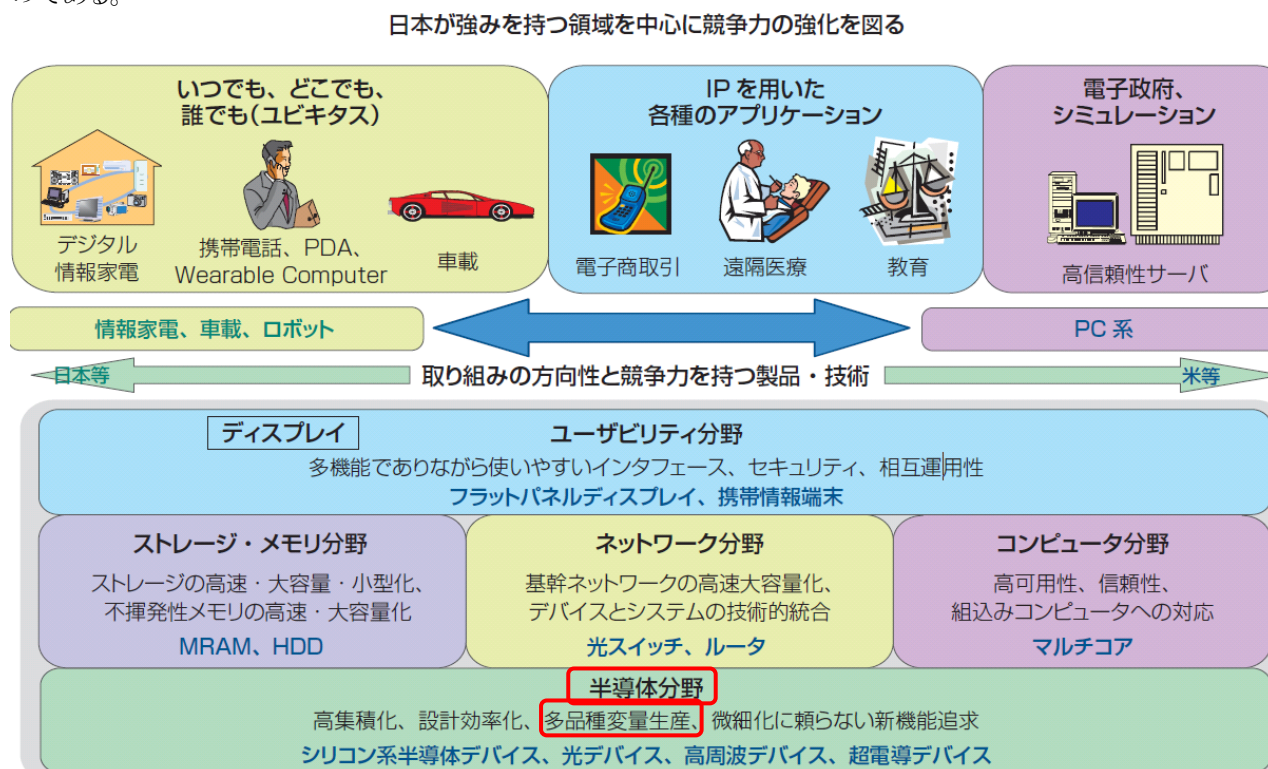 のである。
日本が強みを持つ領域を中心に競争力の強化を図る
いつでも、どこでも、
誰でも(ユビキタス)
デジタル
情報家電
携帯電話、PDA、
Wearable Computer
車載
IP を用いた
各種のアプリケーション
電子商取引
遠隔医療
教育
電子政府、
シミュレーション
高信頼性サーバ
情報家電、車載、ロボット
PC 系
日本等
取り組みの方向性と競争力を持つ製品・技術
米等
ディスプレイ
ユーザビリティ分野
多機能でありながら使いやすいインタフェース、セキュリティ、相互運用性
フラットパネルディスプレイ、携帯情報端末
ストレージ・メモリ分野
ストレージの高速・大容量・小型化、
不揮発性メモリの高速・大容量化
MRAM、HDD
ネットワーク分野
基幹ネットワークの高速大容量化、
デバイスとシステムの技術的統合
光スイッチ、ルータ
コンピュータ分野
高可用性、信頼性、
組込みコンピュータへの対応
マルチコア
半導体分野
高集積化、設計効率化、多品種変量生産、微細化に頼らない新機能追求
シリコン系半導体デバイス、光デバイス、高周波デバイス、超電導デバイス